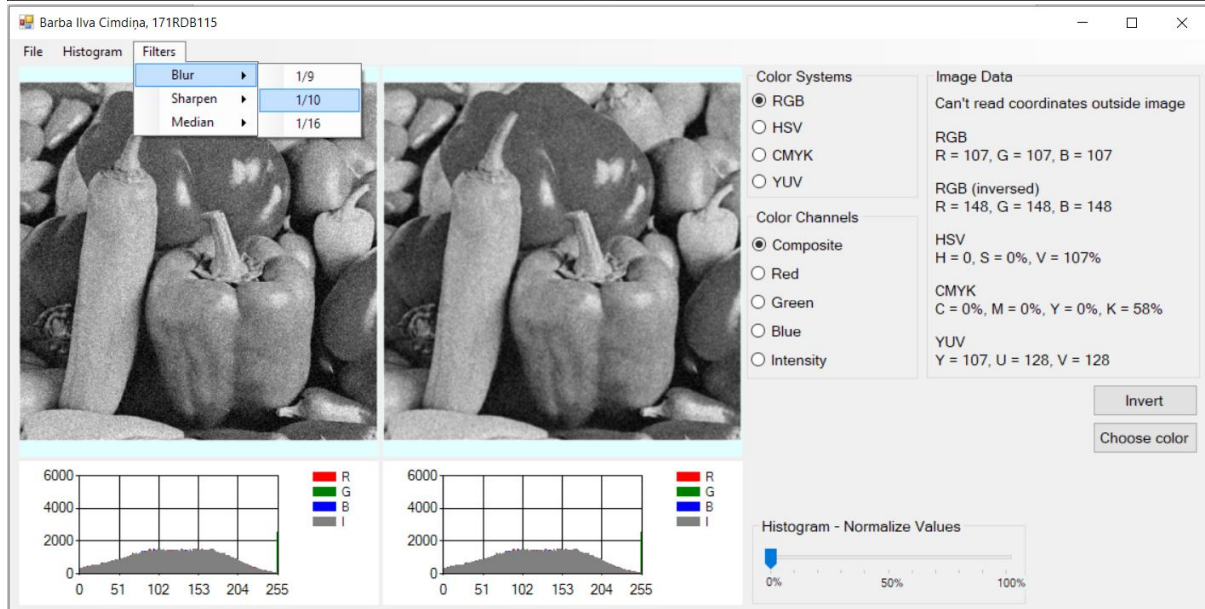 Barba Ilva Cimdiņa, 171RDB115
File Histogram Filters
Blur
Sharpen
Median
1/9
1/10
1/16
Color Systems
RGB
HSV
CMYK
YUV
Color Channels
Composite
Red
Green
Blue
Intensity
Image Data
Can't read coordinates outside image
RGB
R = 107, G = 107, B = 107
RGB (inversed)
R = 148, G = 148, B = 148
HSV
H = 0, S = 0%, V = 107%
CMYK
C = 0%, M = 0%, Y = 0%, K = 58%
YUV
Y = 107, U = 128, V = 128
Invert
Choose color
6000
4000
2000
0
0 51 102 153 204 255
R
G
B
I
6000
4000
2000
0
0 51 102 153 204 255
R
G
B
I
Histogram - Normalize Values
0% 50% 100%